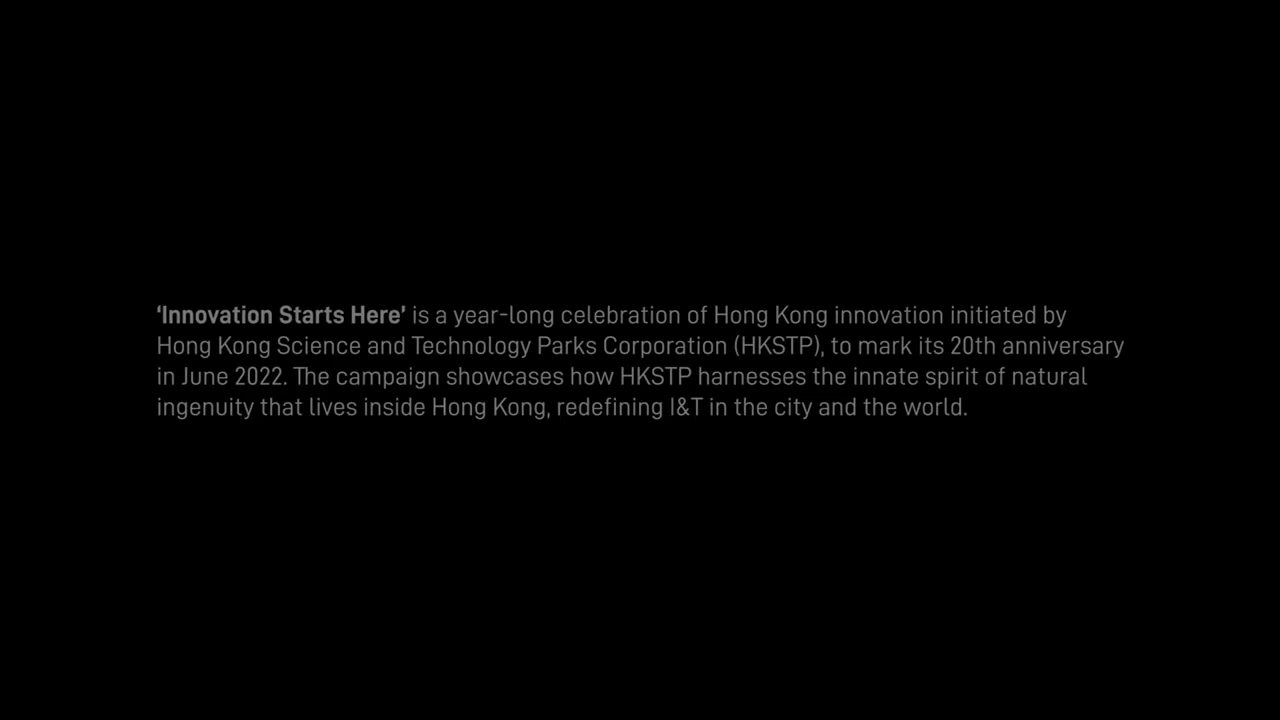 ‘Innovation Starts Here’ is a year-long celebration of Hong Kong innovation initiated by
Hong Kong Science and Technology Parks Corporation (HKSTP), to mark its 20th anniversary
in June 2022. The campaign showcases how HKSTP harnesses the innate spirit of natural
ingenuity that lives inside Hong Kong, redefining I&T in the city and the world.